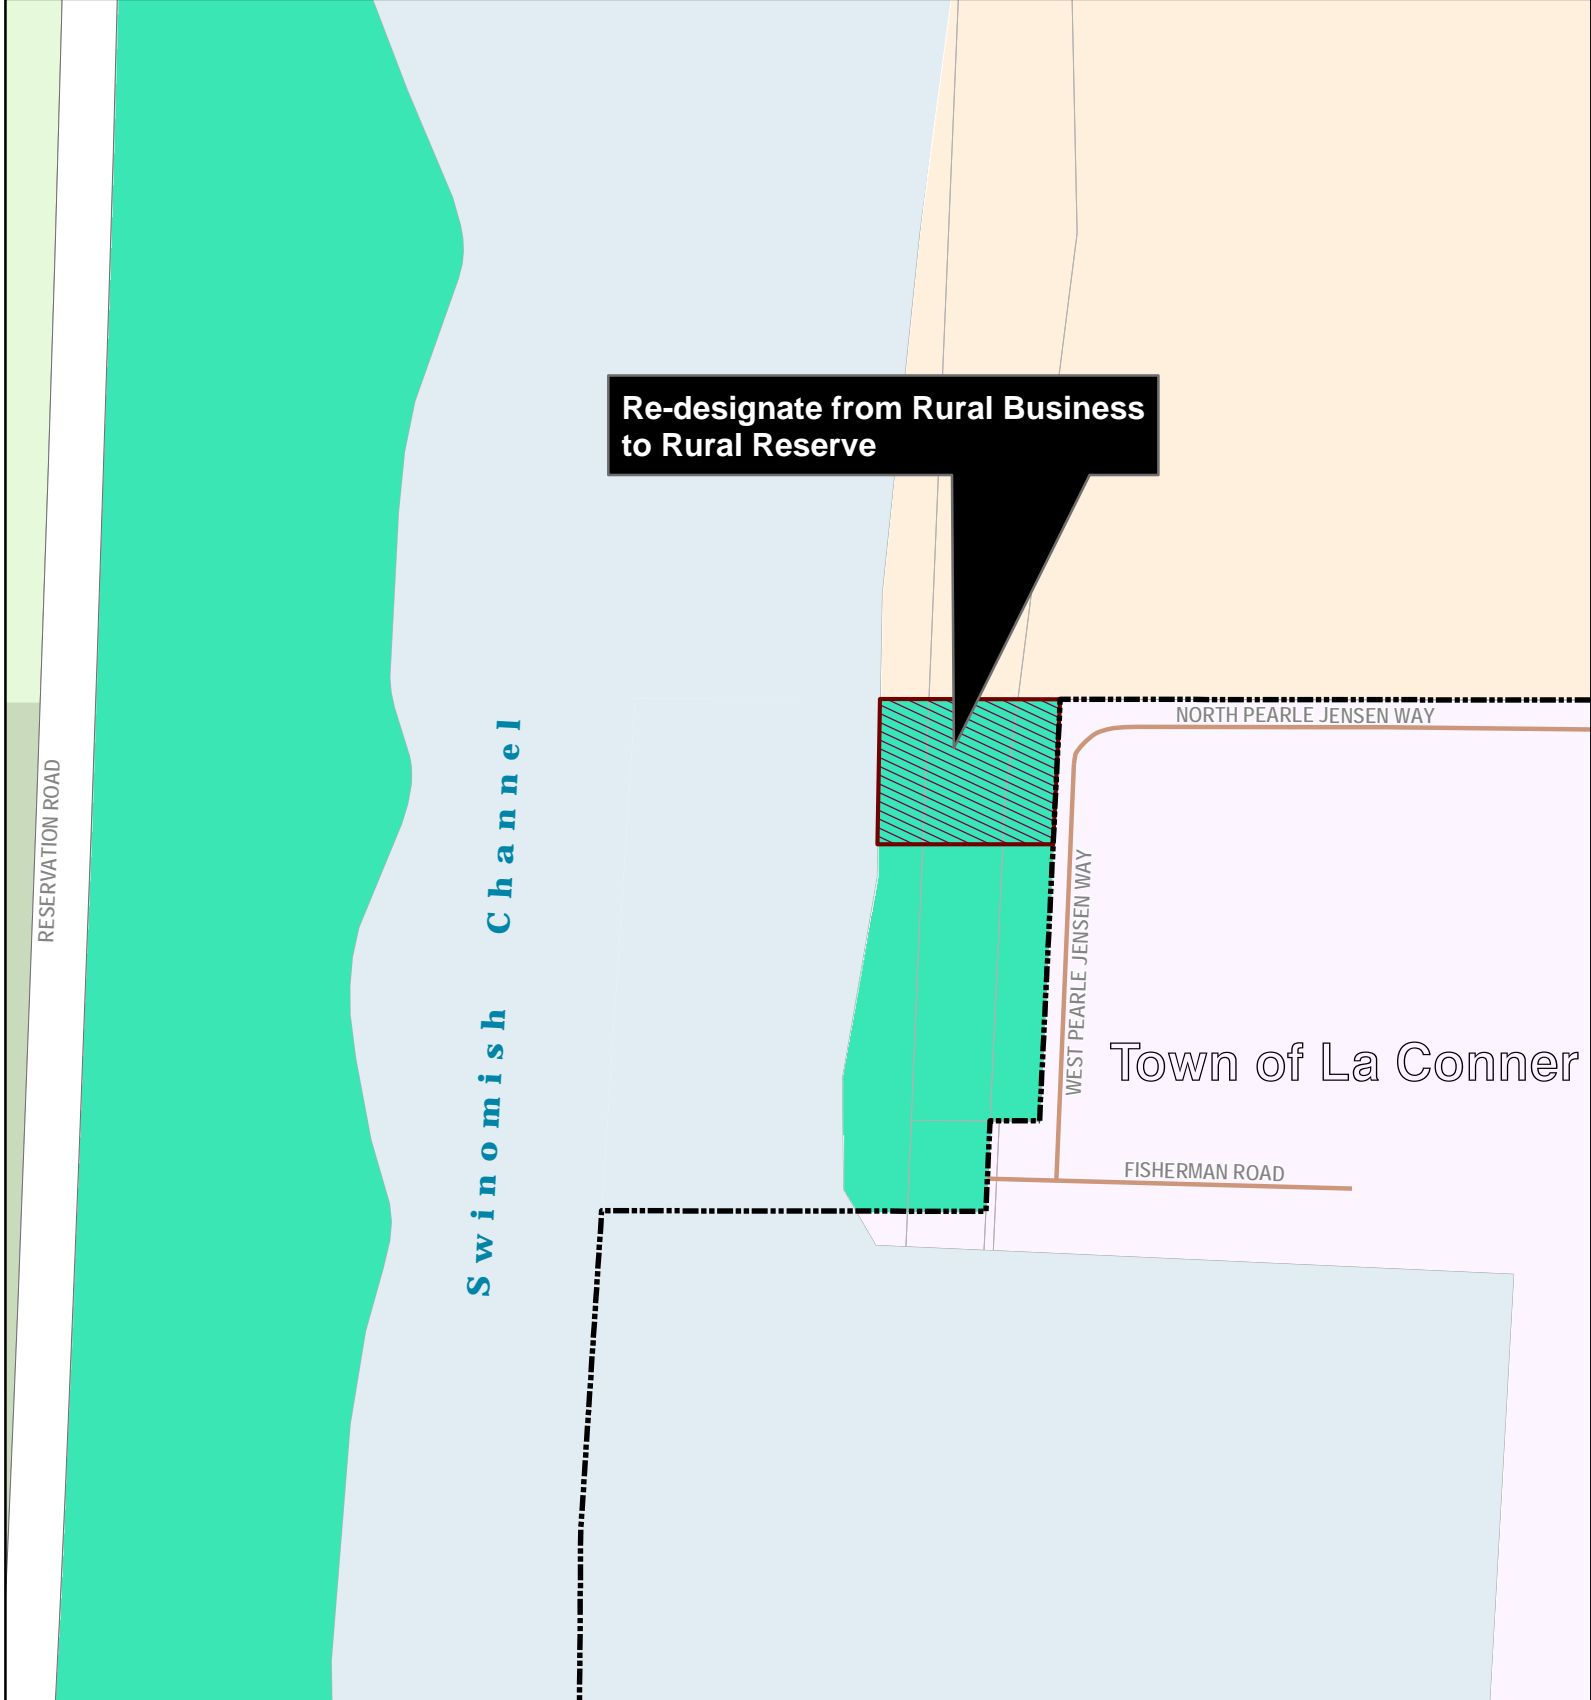 Re-designate from Rural Business
to Rural Reserve
NORTH PEARLE JENSEN WAY
RESERVATION ROAD
Swinomish Channel
WEST PEARLE JENSEN WAY
Town of La Conner
FISHERMAN ROAD